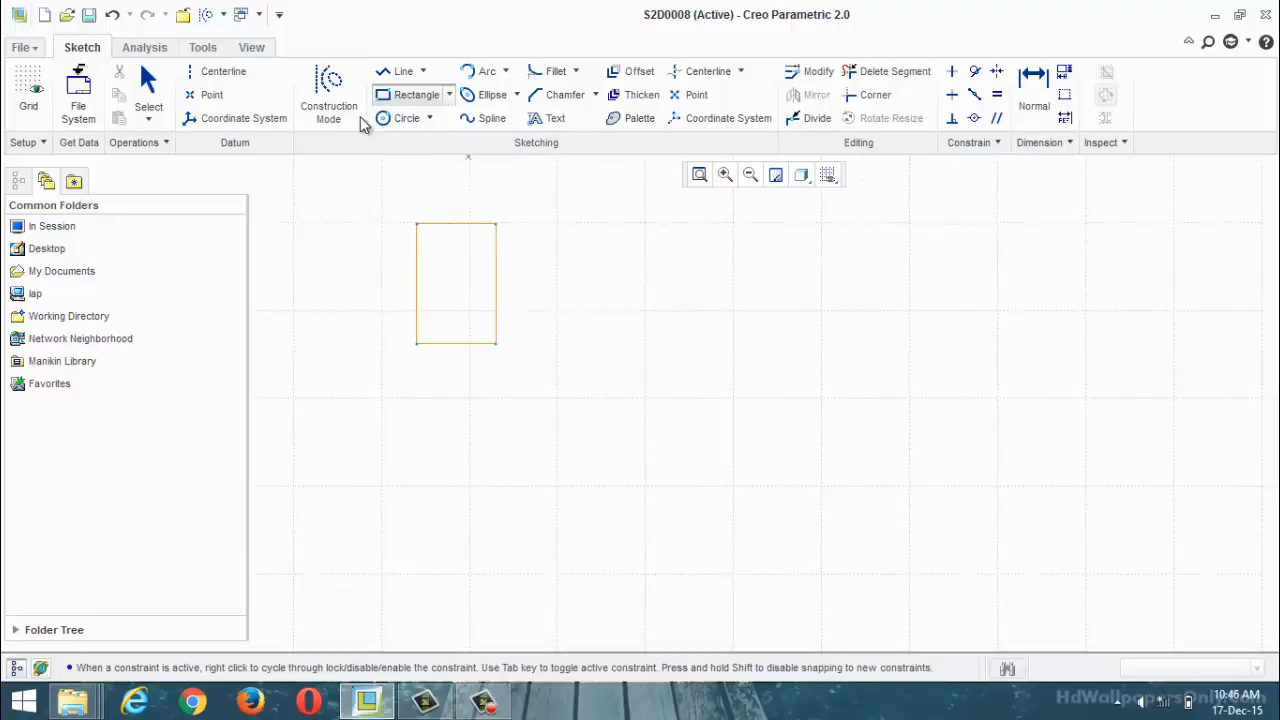 S2D0008 (Active) - Creo Parametric 2.0
File Sketch Analysis Tools View
Grid
File System
Select
Centerline
Point
Coordinate System
Construction Mode
Line Arc Fillet Offset Centerline
Rectangle Ellipse Chamfer Thicken Point
Circle Spline Text Palette Coordinate System
Modify Delete Segment
Mirror Corner
Divide Rotate Resize
Normal
Setup Get Data Operations Datum Sketching Editing Constrain Dimension Inspect
Common Folders
In Session
Desktop
My Documents
lap
Working Directory
Network Neighborhood
Manikin Library
Favorites
Folder Tree
When a constraint is active, right click to cycle through lock/disable/enable the constraint. Use Tab key to toggle active constraint. Press and hold Shift to disable snapping to new constraints.
HdWallpapersOnly.com
10:46 AM
17-Dec-15